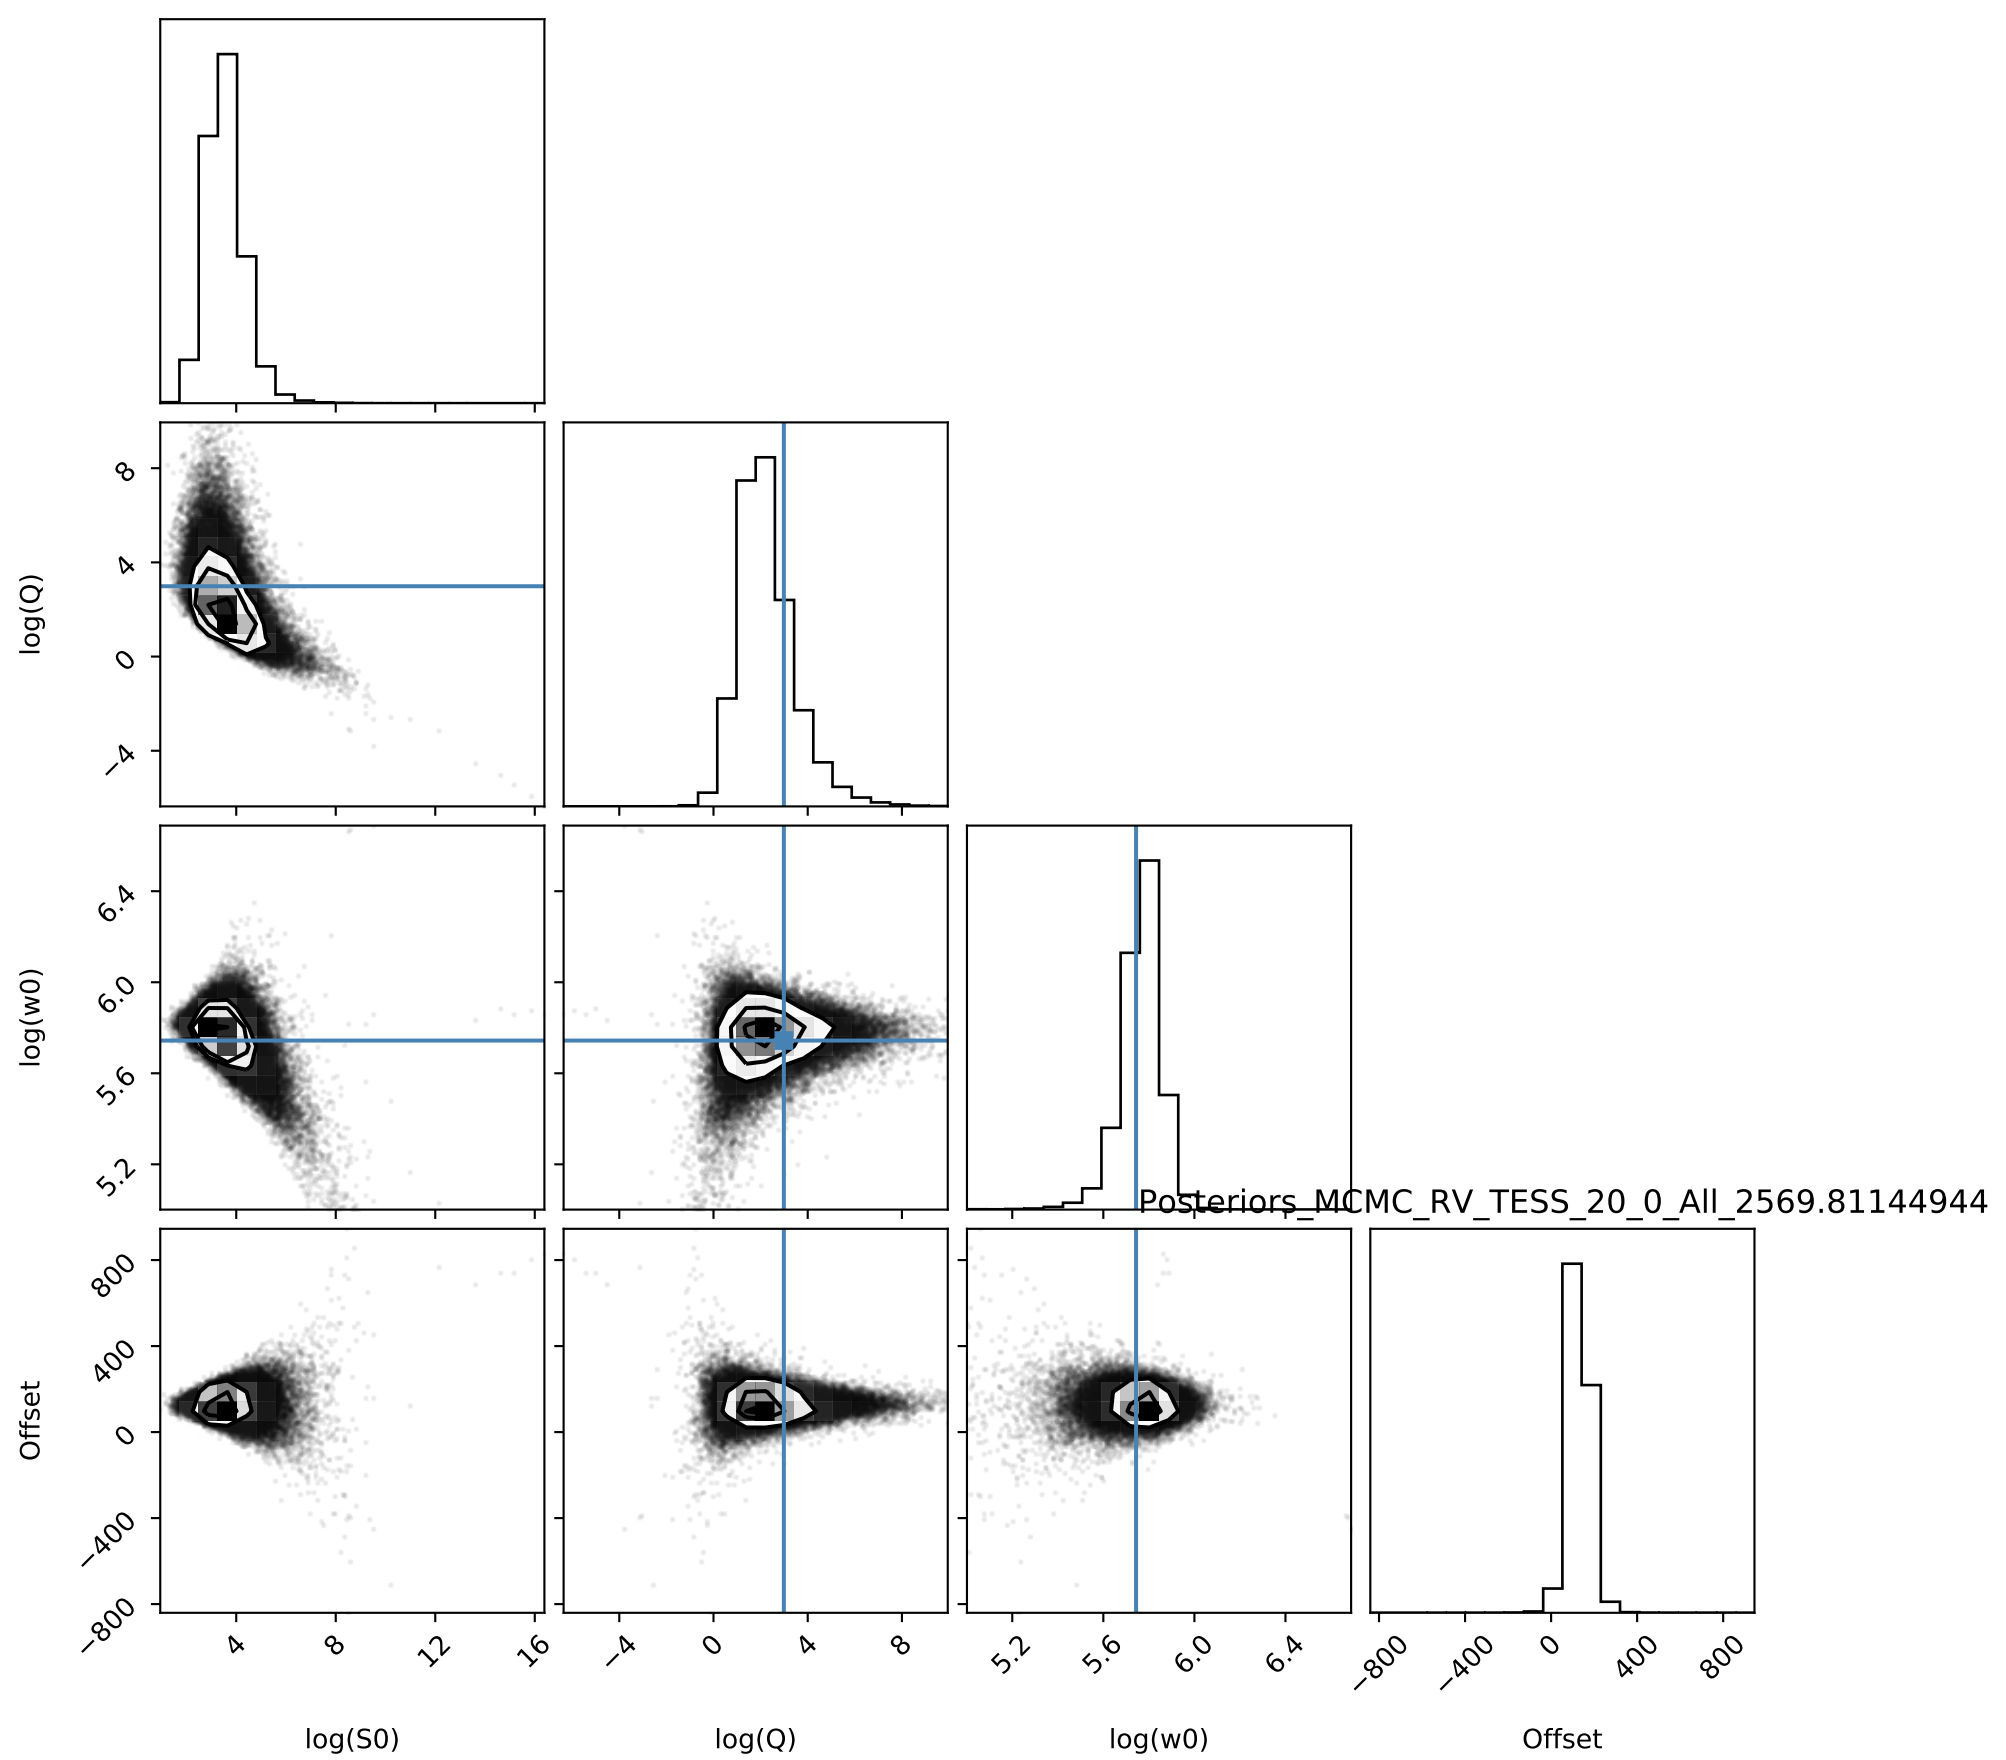 log(Q)
8
4
0
−4
log(w0)
6.4
6.0
5.6
5.2
Posteriors_MCMC_RV_TESS_20_0_All_2569.81144944
Offset
800
400
0
−400
−800
4 8 12 16 −4 0 4 8 5.2 5.6 6.0 6.4 −800 −400 0 400 800
log(S0) log(Q) log(w0) Offset